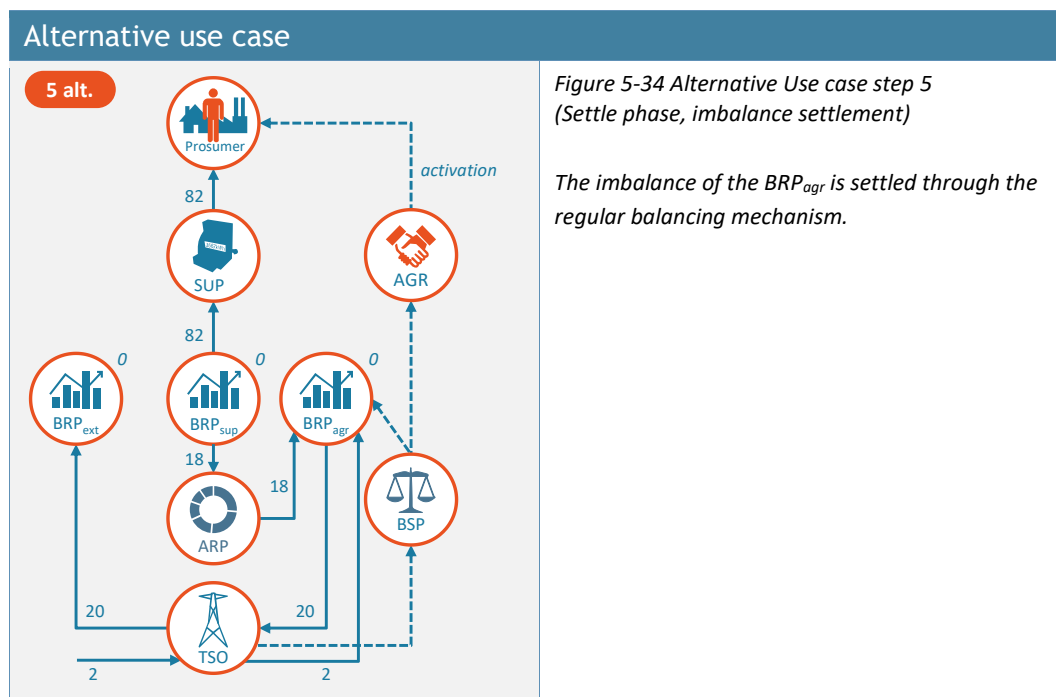 Alternative use case
5 alt.
Prosumer
82
activation
SUP
AGR
82
0
0
0
BRPext
BRPsup
BRPagr
18
18
ARP
BSP
20
20
TSO
2
2
Figure 5-34 Alternative Use case step 5
(Settle phase, imbalance settlement)
The imbalance of the BRPagr is settled through the
regular balancing mechanism.